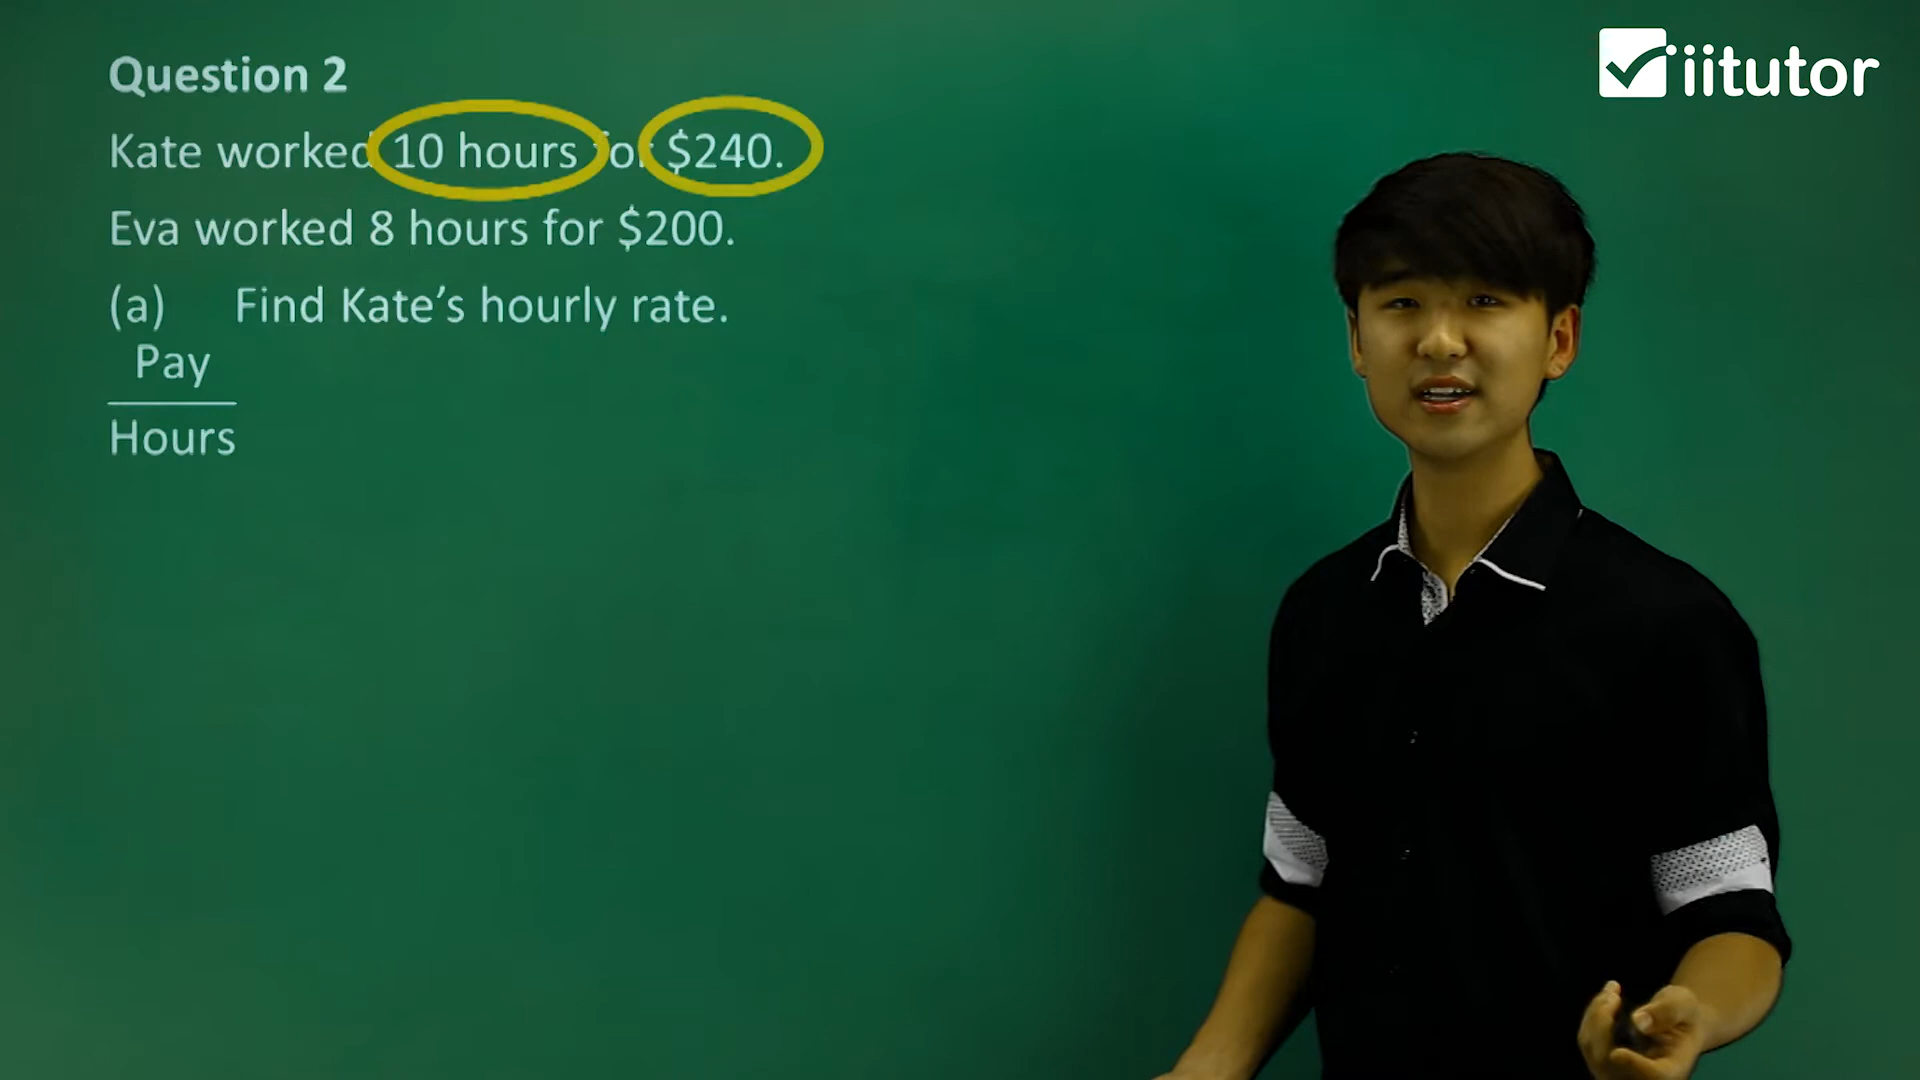 iitutor
Question 2
Kate worked 10 hours for $240.
Eva worked 8 hours for $200.
(a) Find Kate’s hourly rate.
Pay
Hours